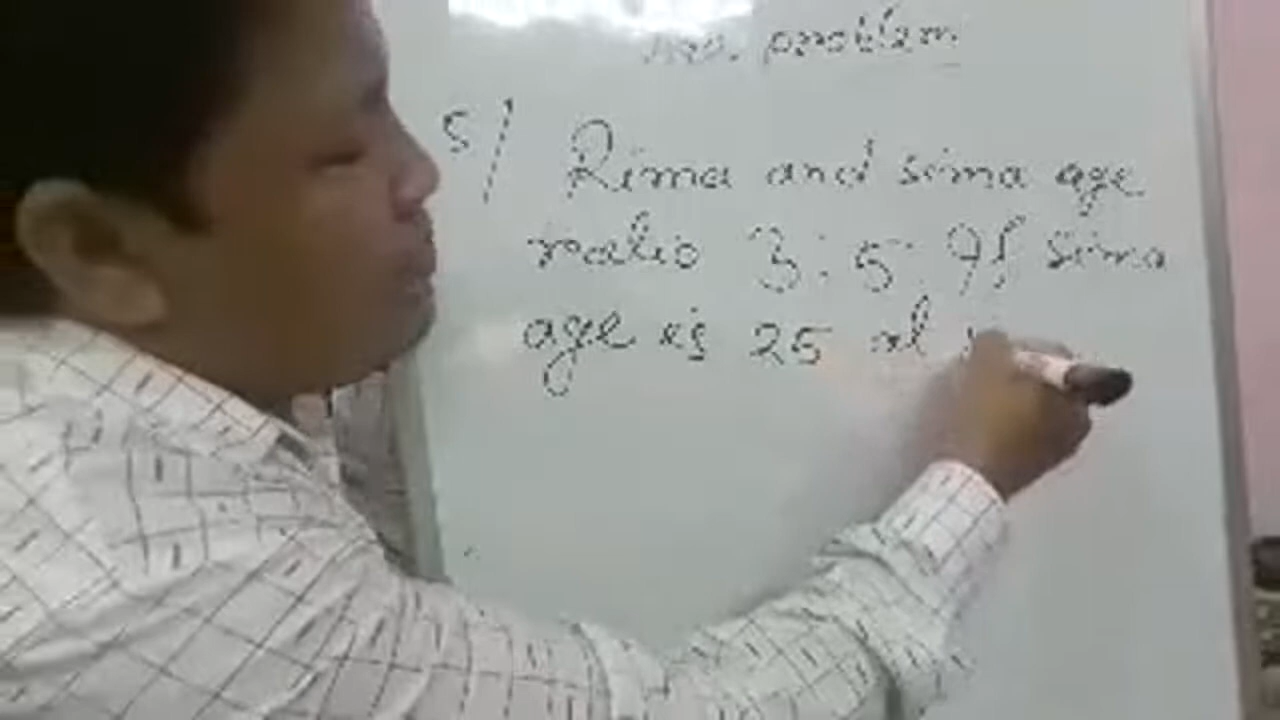 problem
5/ Rima and sima age
ratio 3:5. If sima
age is 25